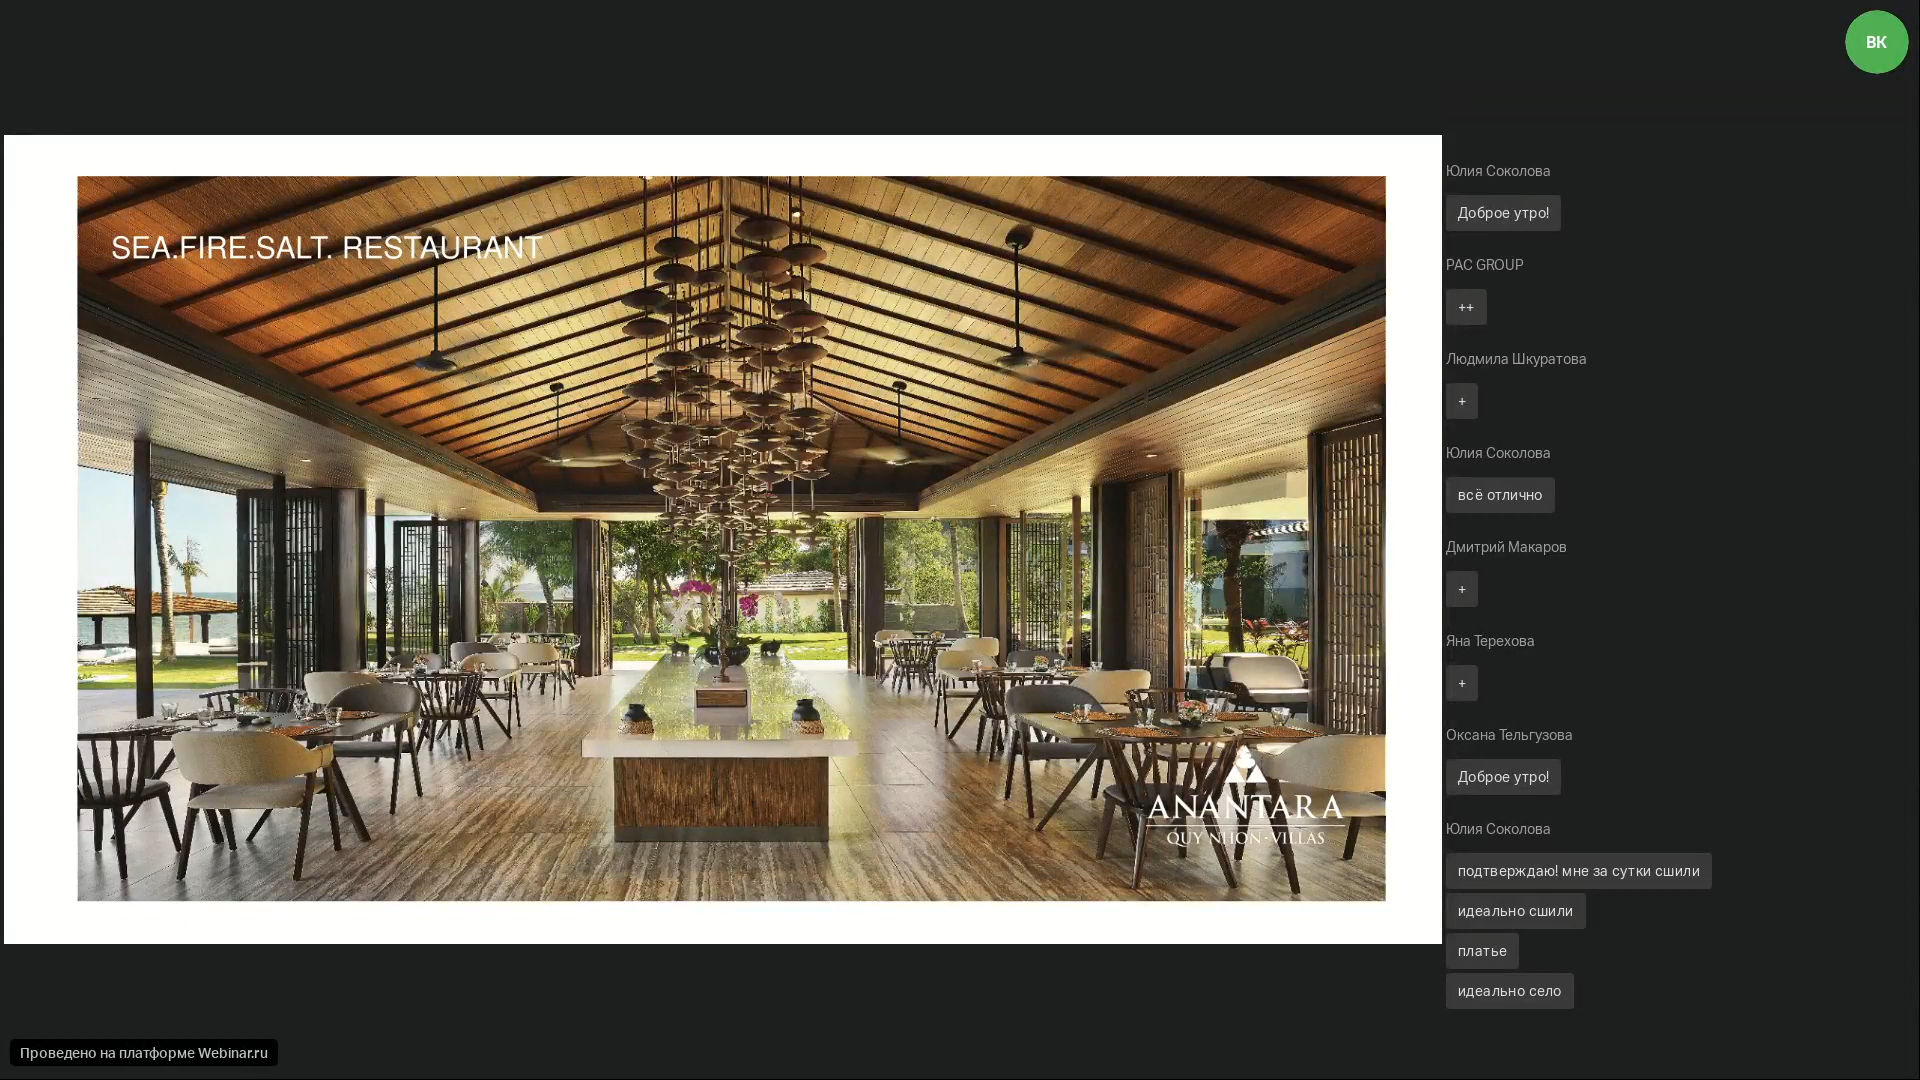 ВК
SEA.FIRE.SALT. RESTAURANT
ANANTARA
QUY NHON · VILLAS
Юлия Соколова
Доброе утро!
PAC GROUP
++
Людмила Шкуратова
+
Юлия Соколова
всё отлично
Дмитрий Макаров
+
Яна Терехова
+
Оксана Тельгузова
Доброе утро!
Юлия Соколова
подтверждаю! мне за сутки сшили
идеально сшили
платье
идеально село
Проведено на платформе Webinar.ru